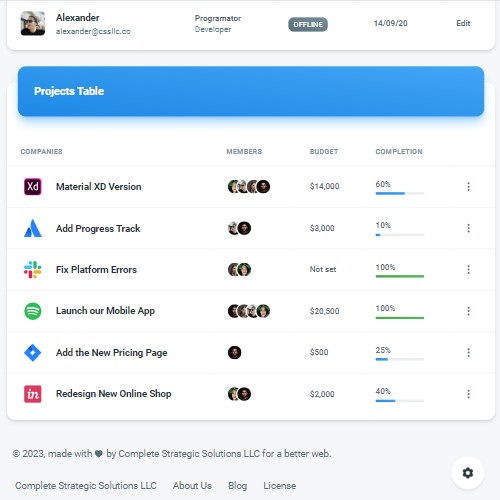 Alexander
alexander@cssllc.co
Programator
Developer
OFFLINE
14/09/20
Edit
Projects Table
COMPANIES MEMBERS BUDGET COMPLETION
Xd Material XD Version $14,000 60%
Add Progress Track $3,000 10%
Fix Platform Errors Not set 100%
Launch our Mobile App $20,500 100%
Add the New Pricing Page $500 25%
in Redesign New Online Shop $2,000 40%
© 2023, made with by Complete Strategic Solutions LLC for a better web.
Complete Strategic Solutions LLC About Us Blog License